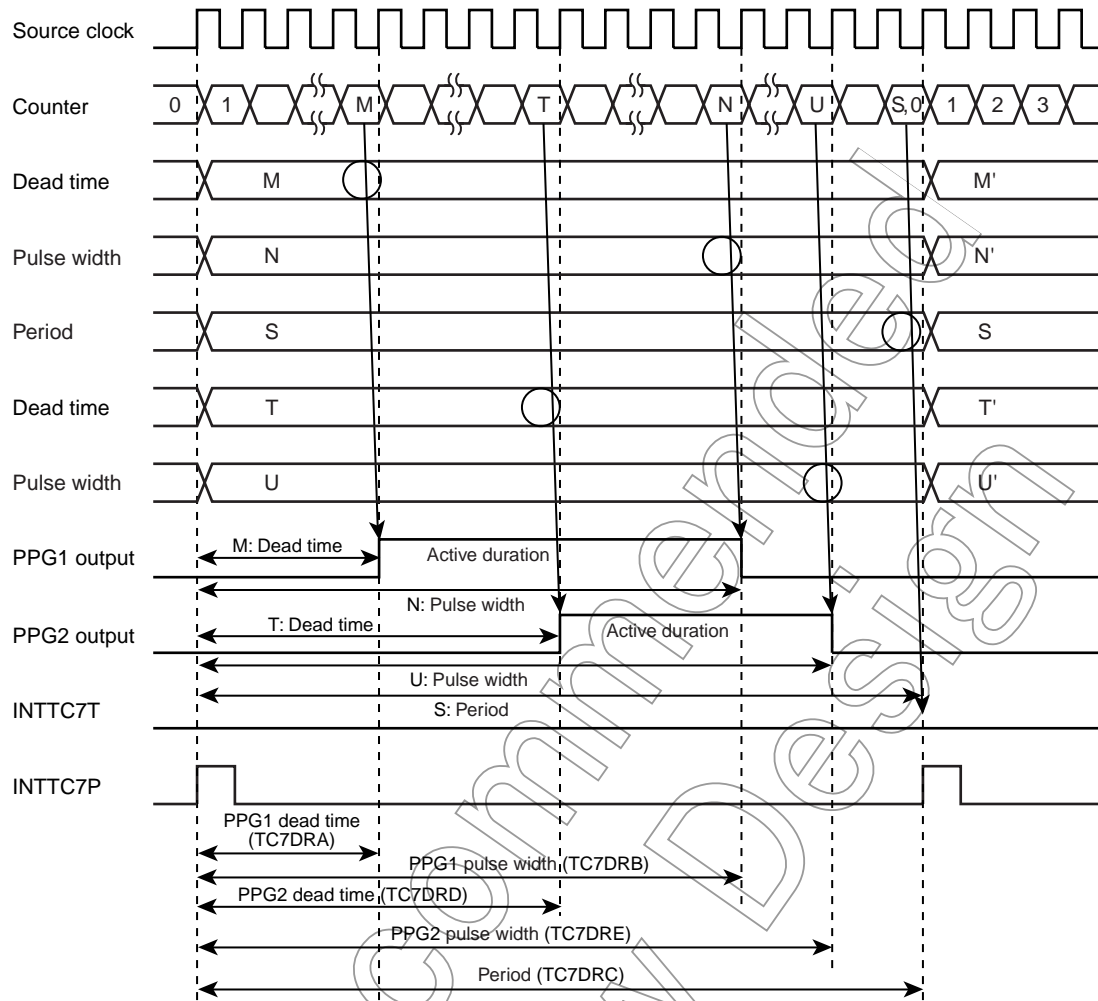 Source clock
Counter 0 1 M T N U S,0 1 2 3
Dead time M M'
Pulse width N N'
Period S S
Dead time T T'
Pulse width U U'
PPG1 output M: Dead time Active duration
N: Pulse width
PPG2 output T: Dead time Active duration
U: Pulse width
INTTC7T S: Period
INTTC7P
PPG1 dead time
(TC7DRA)
PPG1 pulse width (TC7DRB)
PPG2 dead time (TC7DRD)
PPG2 pulse width (TC7DRE)
Period (TC7DRC)
commended
Design